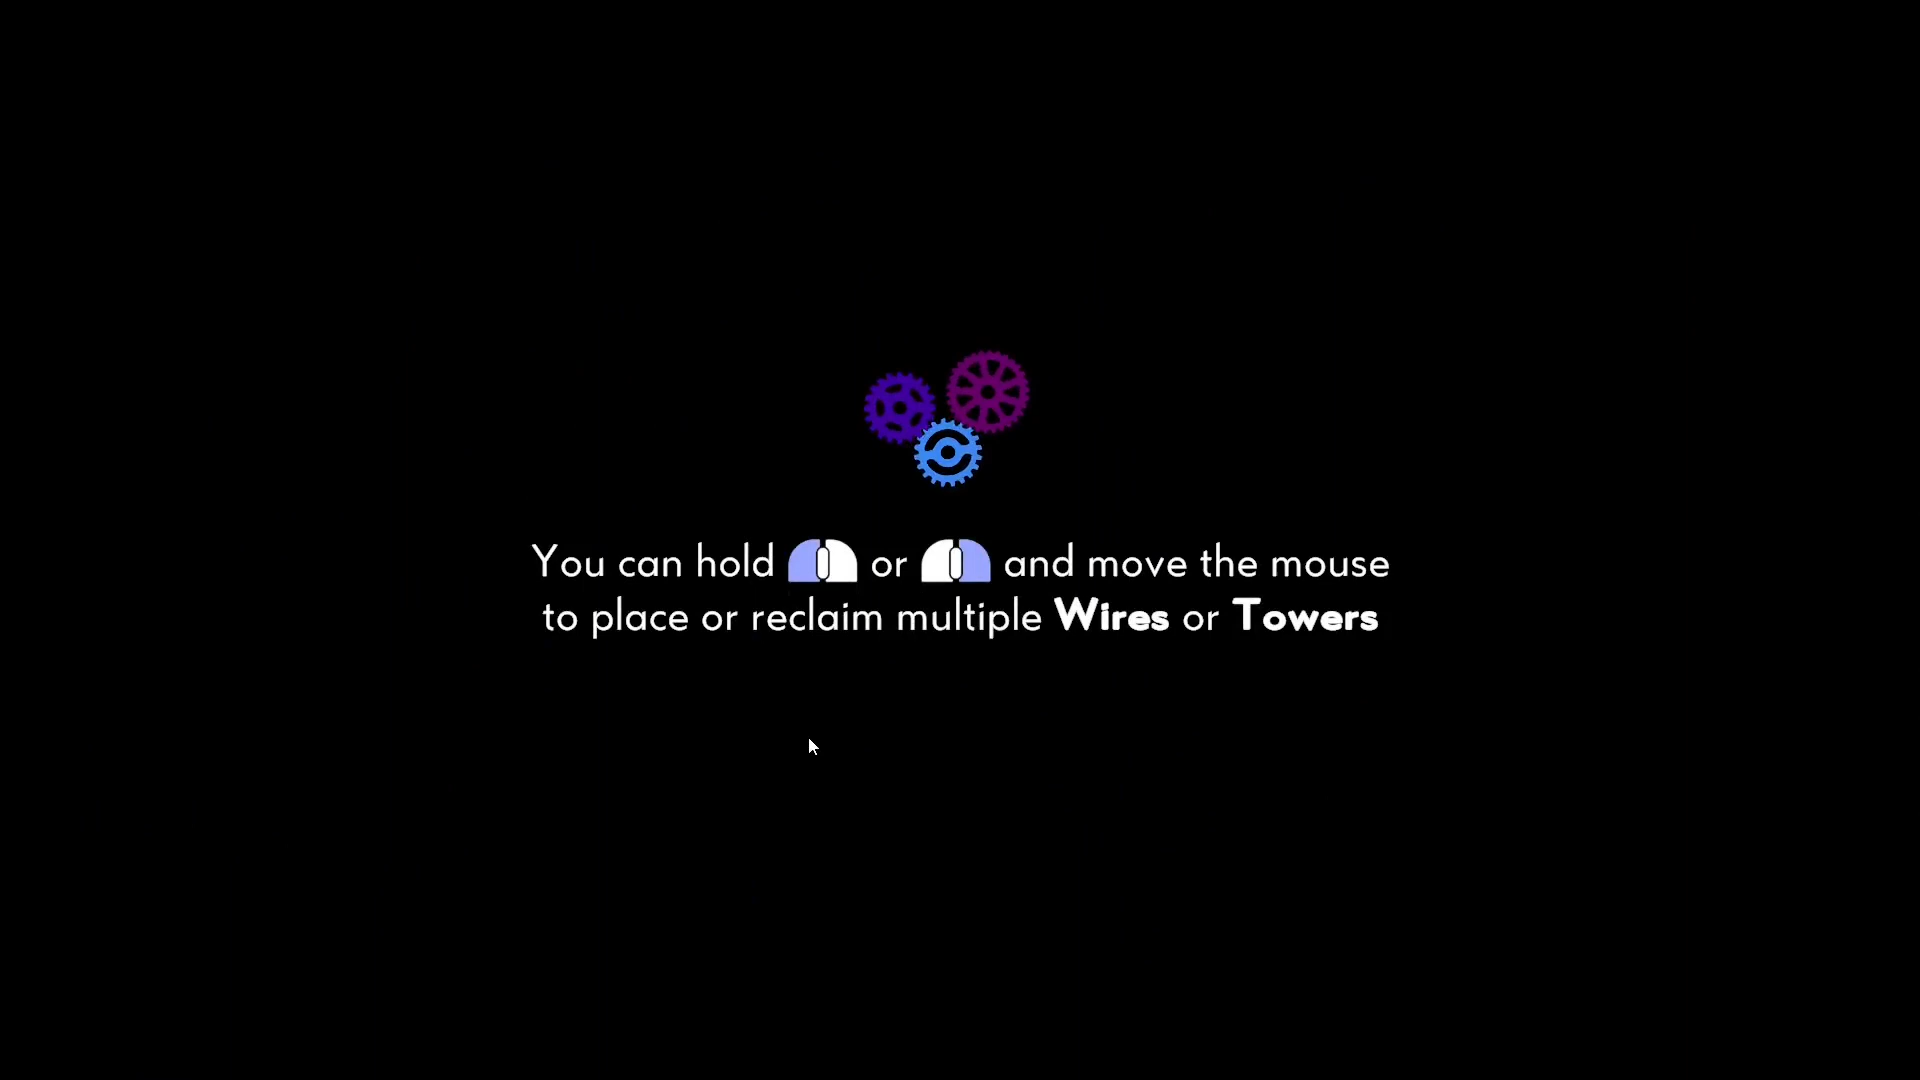 You can hold or and move the mouse
to place or reclaim multiple Wires or Towers